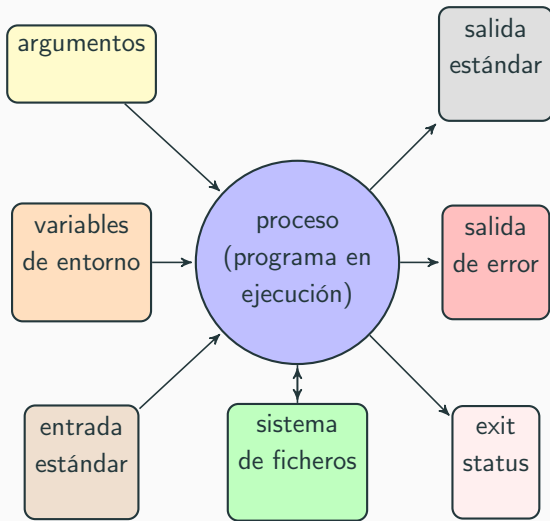 argumentos
salida
estándar
variables
de entorno
proceso
(programa en
ejecución)
salida
de error
entrada
estándar
sistema
de ficheros
exit
status